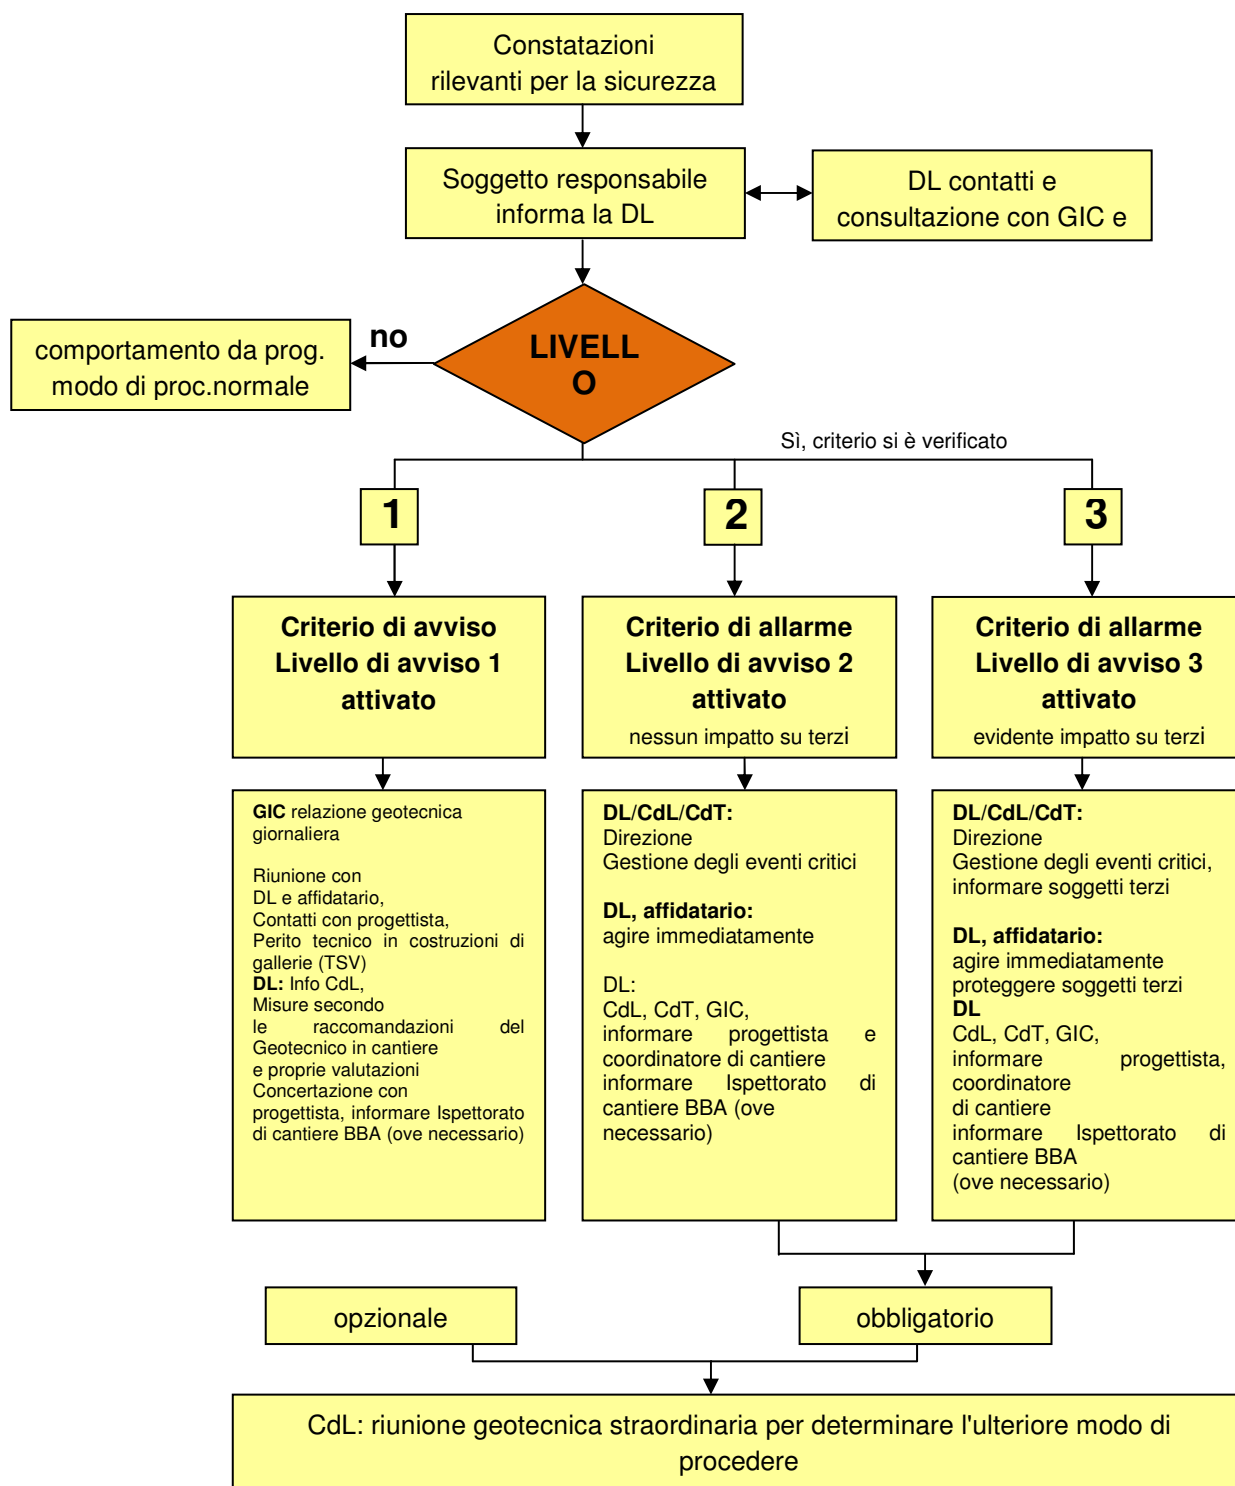 Constatazioni
rilevanti per la sicurezza
Soggetto responsabile
informa la DL
DL contatti e
consultazione con GIC e
LIVELL
O
no
comportamento da prog.
modo di proc.normale
Sì, criterio si è verificato
1
2
3
Criterio di avviso
Livello di avviso 1
attivato
Criterio di allarme
Livello di avviso 2
attivato
nessun impatto su terzi
Criterio di allarme
Livello di avviso 3
attivato
evidente impatto su terzi
GIC relazione geotecnica
giornaliera
Riunione con
DL e affidatario,
Contatti con progettista,
Perito tecnico in costruzioni di
gallerie (TSV)
DL: Info CdL,
Misure secondo
le raccomandazioni del
Geotecnico in cantiere
e proprie valutazioni
Concertazione con
progettista, informare Ispettorato
di cantiere BBA (ove necessario)
DL/CdL/CdT:
Direzione
Gestione degli eventi critici
DL, affidatario:
agire immediatamente
DL:
CdL, CdT, GIC,
informare progettista e
coordinatore di cantiere
informare Ispettorato di
cantiere BBA (ove
necessario)
DL/CdL/CdT:
Direzione
Gestione degli eventi critici,
informare soggetti terzi
DL, affidatario:
agire immediatamente
proteggere soggetti terzi
DL
CdL, CdT, GIC,
informare progettista,
coordinatore
di cantiere
informare Ispettorato di
cantiere BBA
(ove necessario)
opzionale
obbligatorio
CdL: riunione geotecnica straordinaria per determinare l'ulteriore modo di
procedere